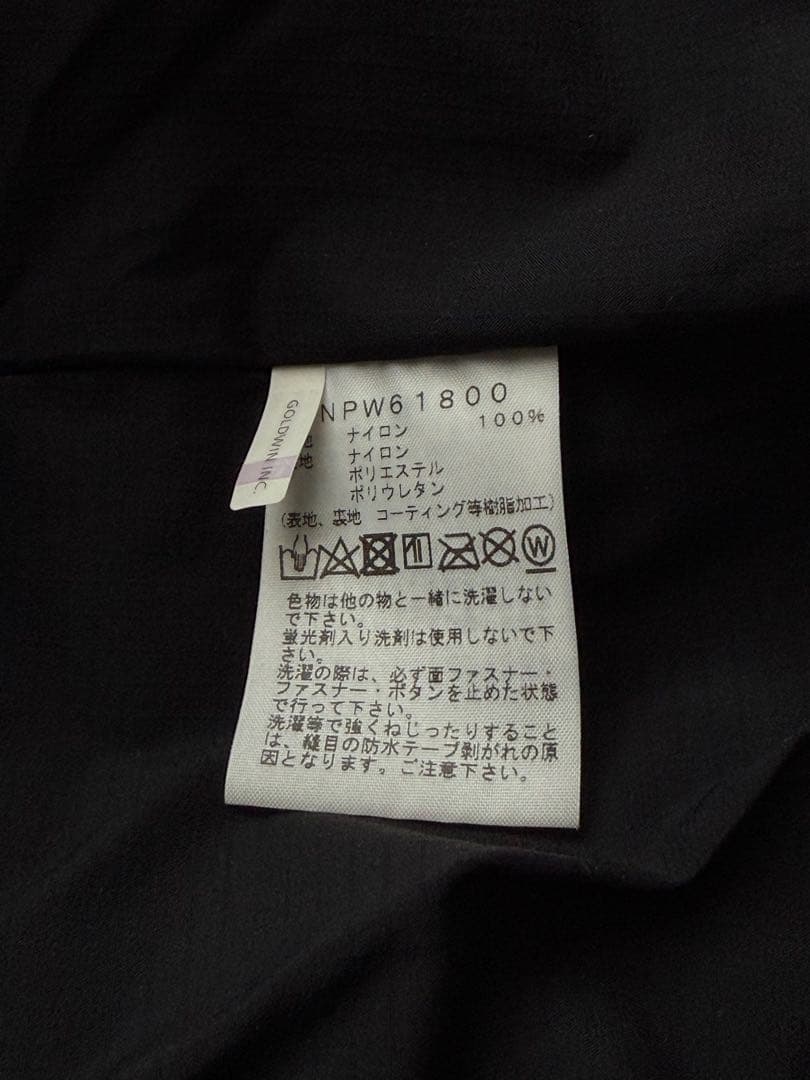 GOLDWIN INC.
NPW61800
地 ナイロン 100%
地 ナイロン
ポリエステル
ポリウレタン
(表地、裏地 コーティング等樹脂加工)
W
色物は他の物と一緒に洗濯しない
で下さい。
蛍光剤入り洗剤は使用しないで下
さい。
洗濯の際は、必ず面ファスナー・
ファスナー・ボタンを止めた状態
で行って下さい。
洗濯等で強くねじったりすること
は、縫目の防水テープ剥がれの原
因となります。ご注意下さい。